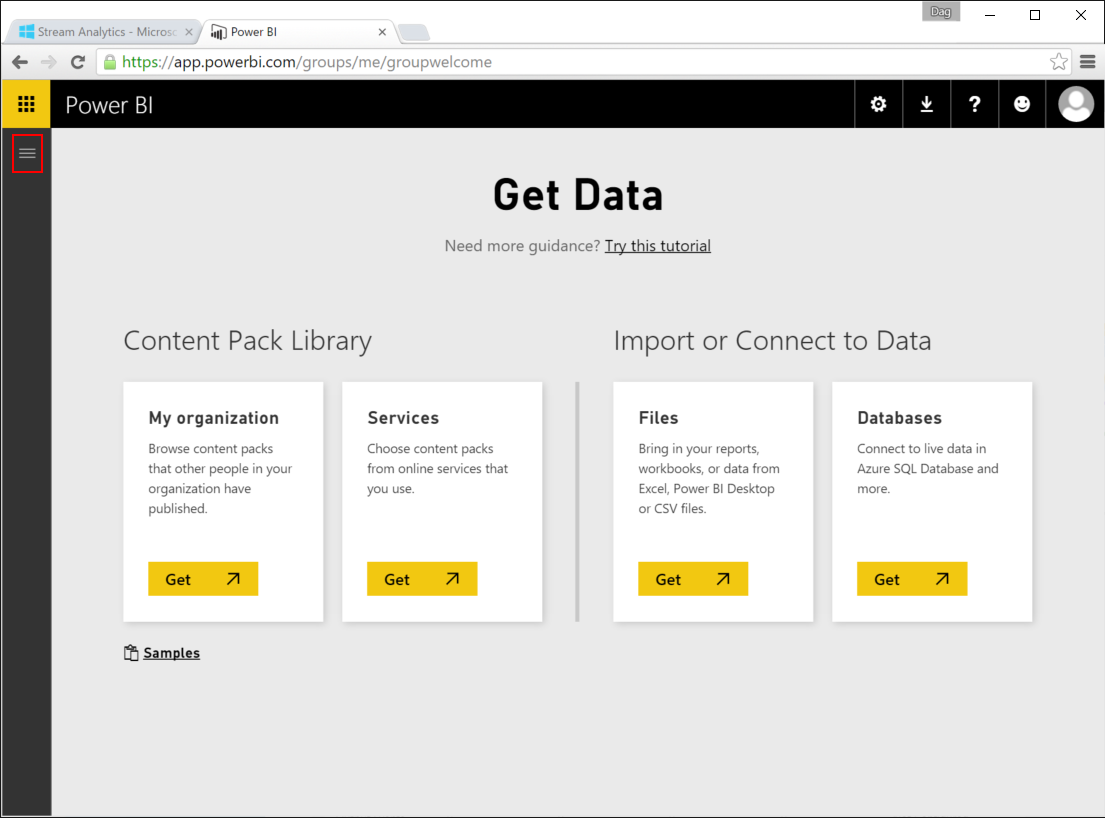 Dag
Stream Analytics - Microsc
Power BI
https://app.powerbi.com/groups/me/groupwelcome
Power BI
?
Get Data
Need more guidance? Try this tutorial
Content Pack Library
Import or Connect to Data
My organization
Browse content packs
that other people in your
organization have
published.
Get
Services
Choose content packs
from online services that
you use.
Get
Files
Bring in your reports,
workbooks, or data from
Excel, Power BI Desktop
or CSV files.
Get
Databases
Connect to live data in
Azure SQL Database and
more.
Get
Samples